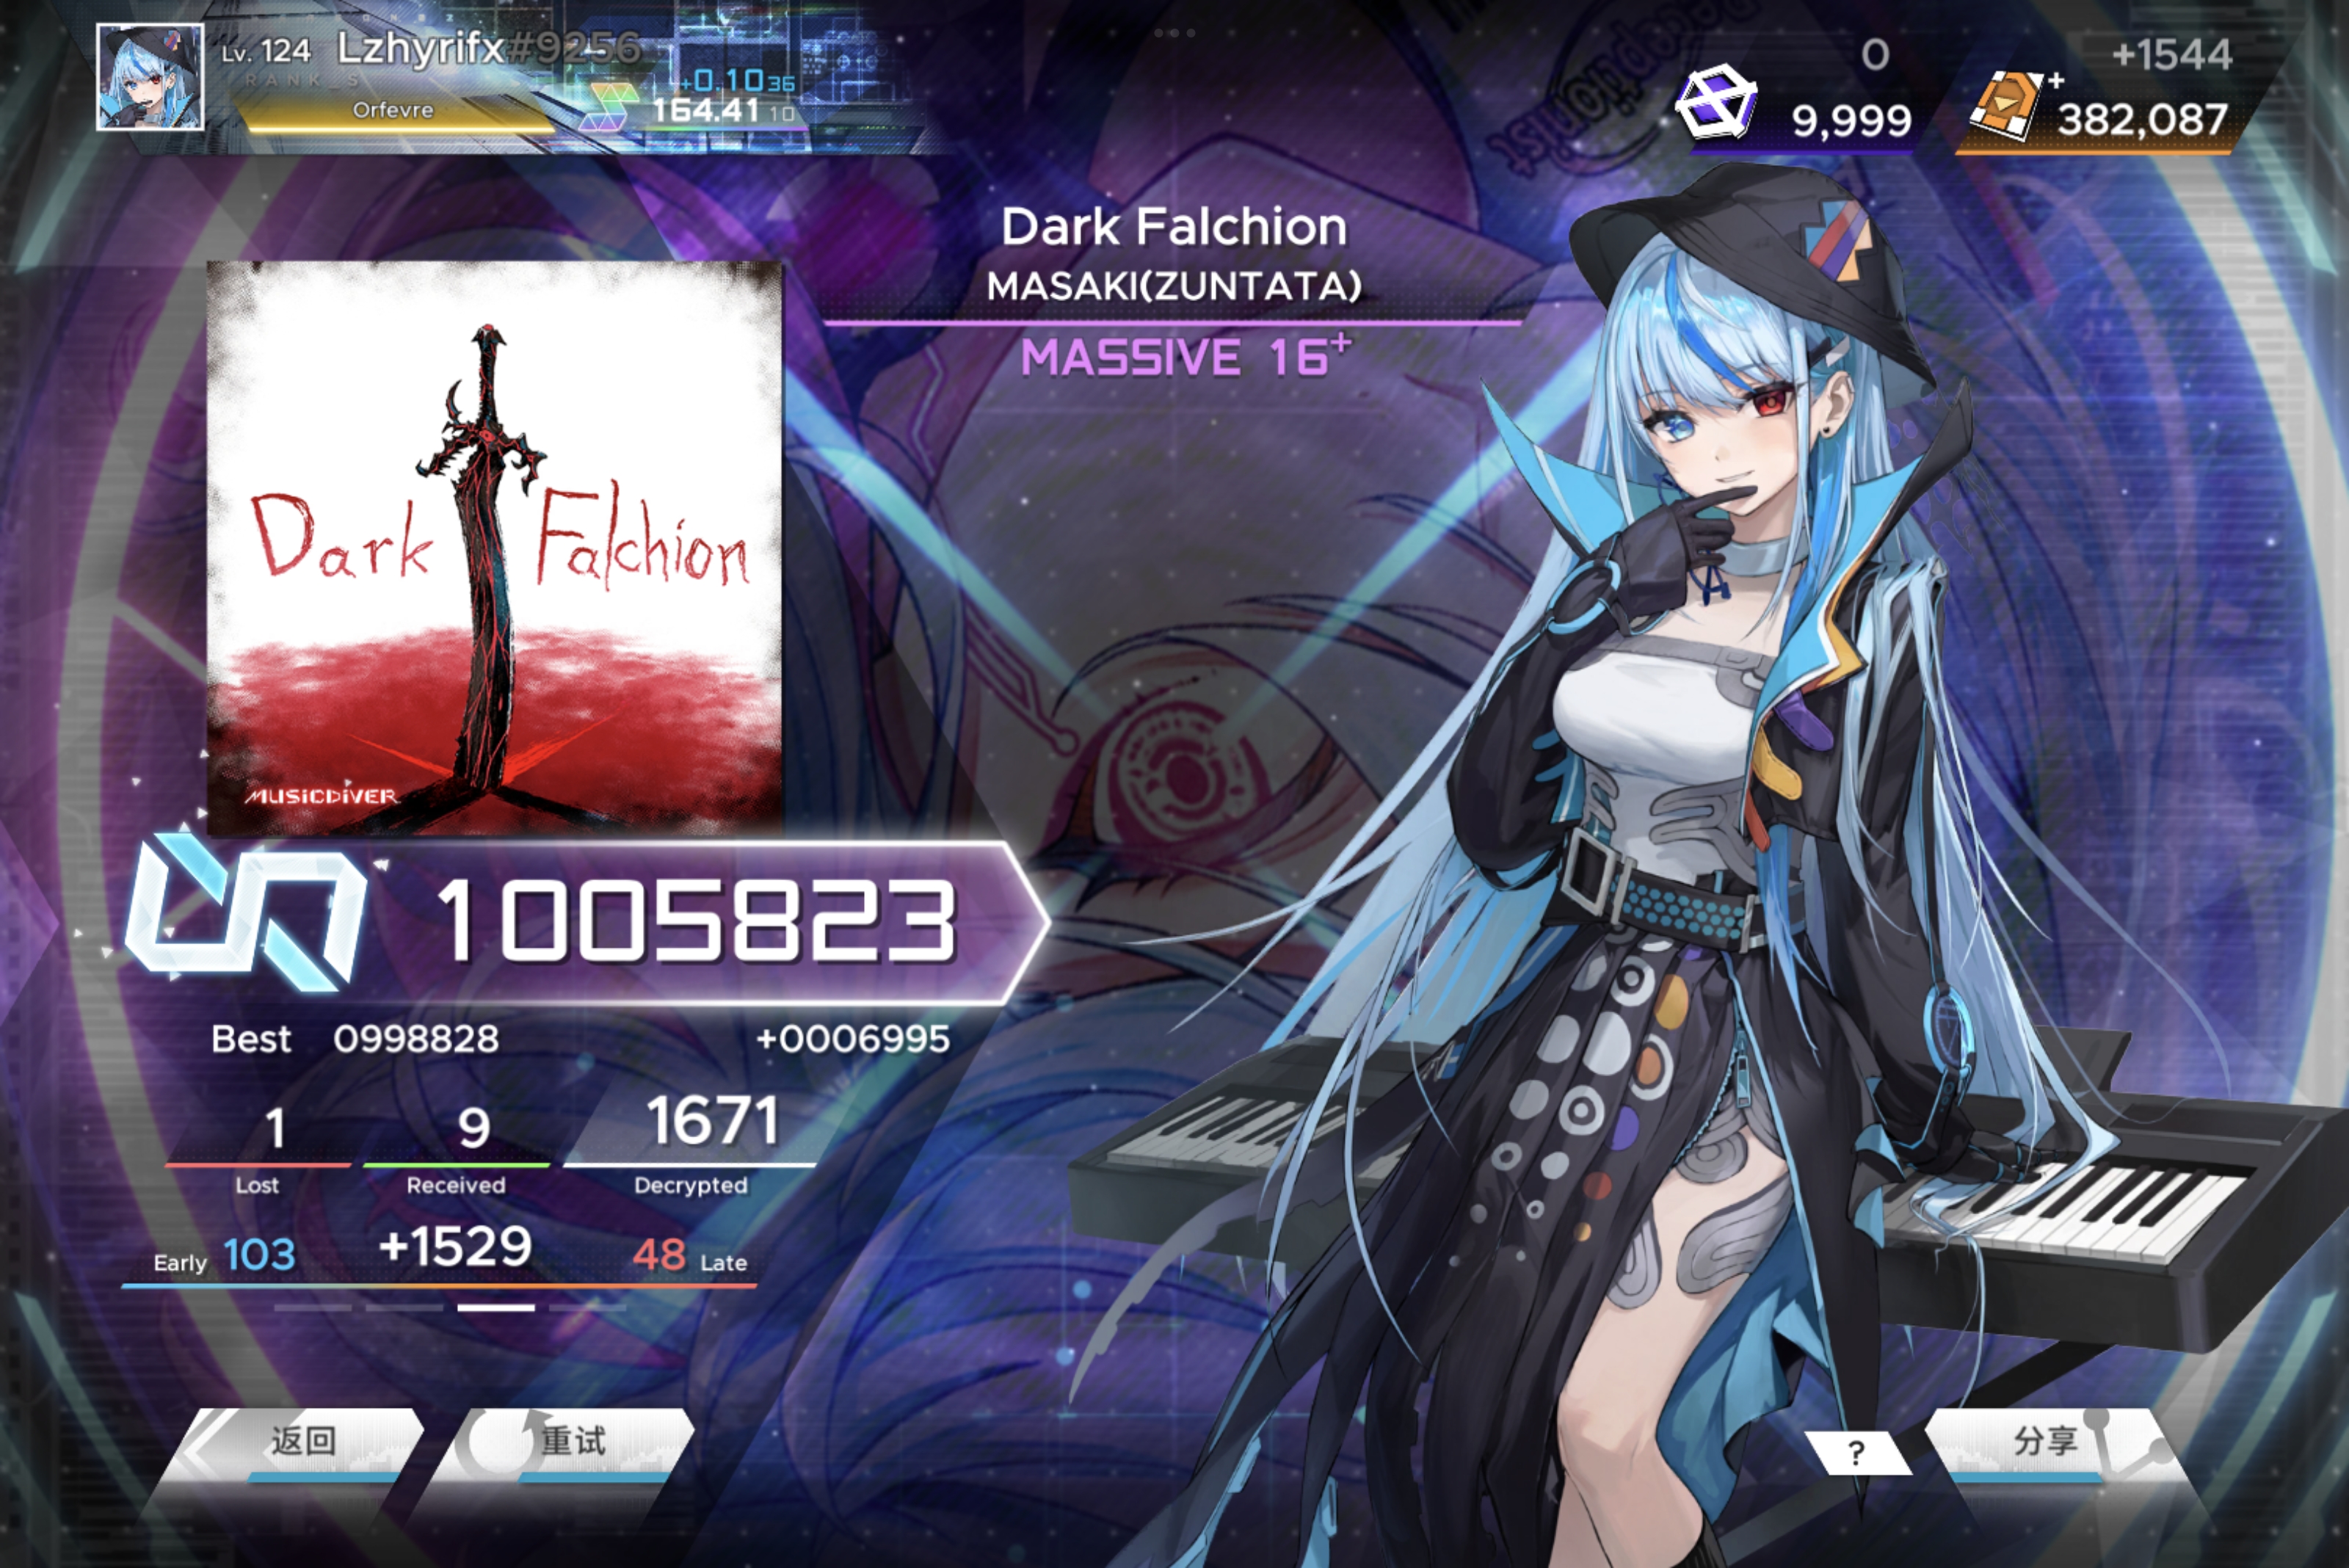 Lv. 124 Lzhyrifx#9256
RANK_S
Orfevre
+0.1036
164.4110
0
9,999
+1544
382,087
Dark Falchion
MASAKI(ZUNTATA)
MASSIVE 16+
Dark Falchion
MUSICDIVER
1005823
Best 0998828 +0006995
1 9 1671
Lost Received Decrypted
Early 103 +1529 48 Late
返回
重试
?
分享